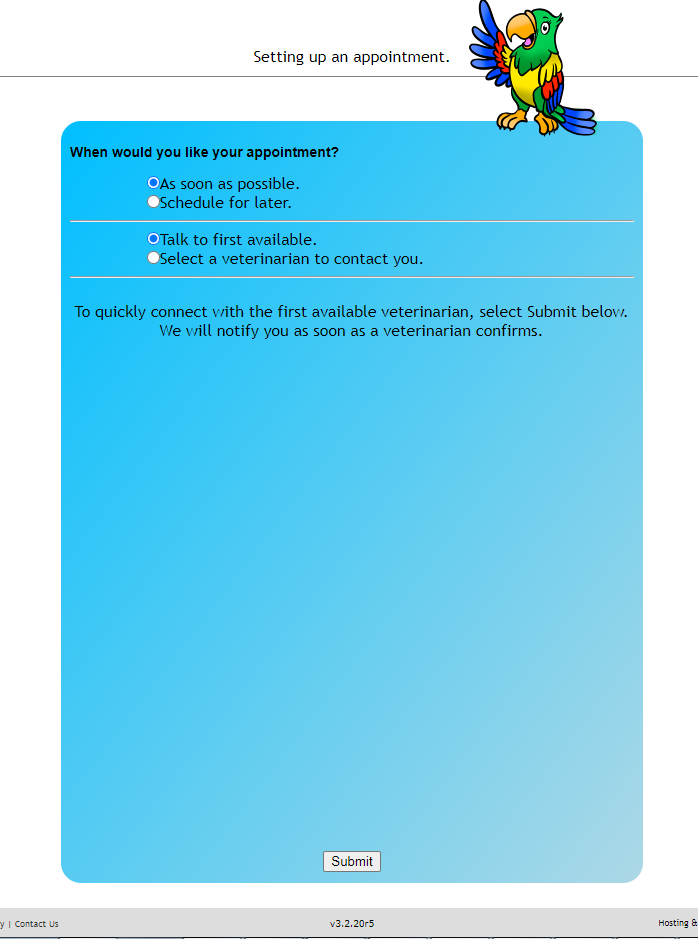 Setting up an appointment.
When would you like your appointment?
As soon as possible.
Schedule for later.
Talk to first available.
Select a veterinarian to contact you.
To quickly connect with the first available veterinarian, select Submit below.
We will notify you as soon as a veterinarian confirms.
Submit
y | Contact Us
v3.2.20r5
Hosting &